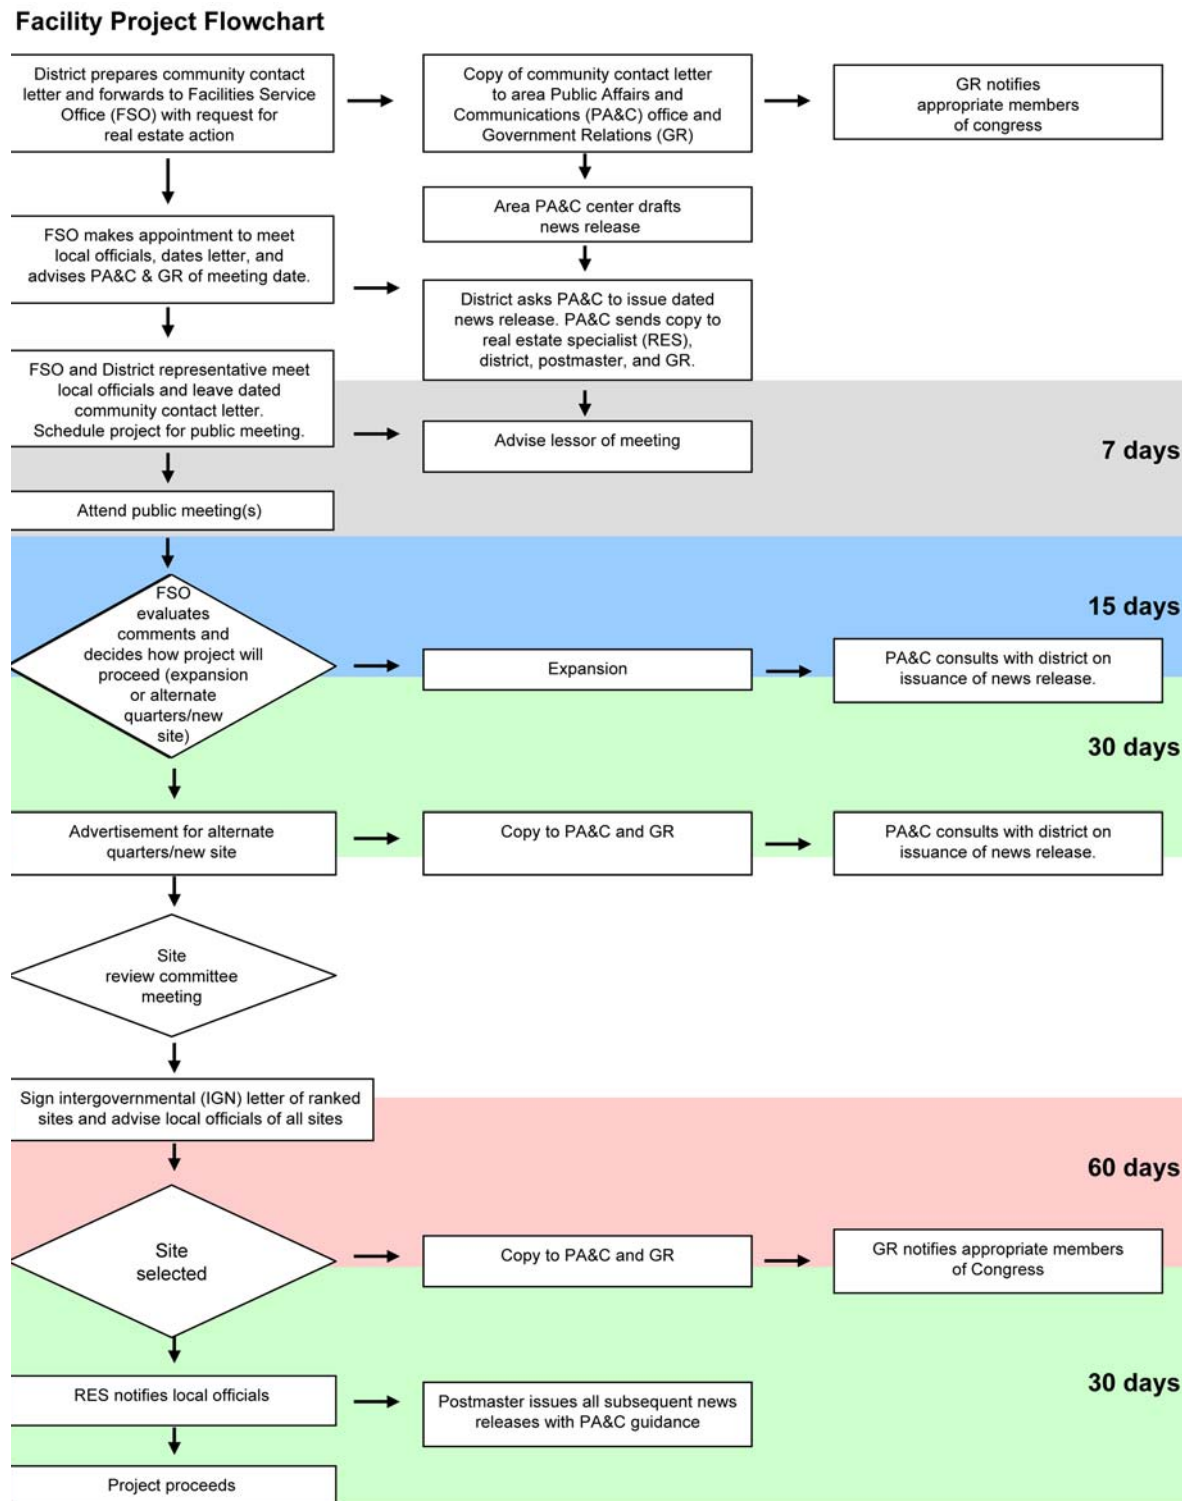 Facility Project Flowchart
District prepares community contact
letter and forwards to Facilities Service
Office (FSO) with request for
real estate action
Copy of community contact letter
to area Public Affairs and
Communications (PA&C) office and
Government Relations (GR)
GR notifies
appropriate members
of congress
Area PA&C center drafts
news release
FSO makes appointment to meet
local officials, dates letter, and
advises PA&C & GR of meeting date.
District asks PA&C to issue dated
news release. PA&C sends copy to
real estate specialist (RES),
district, postmaster, and GR.
FSO and District representative meet
local officials and leave dated
community contact letter.
Schedule project for public meeting.
Advise lessor of meeting
7 days
Attend public meeting(s)
FSO
evaluates
comments and
decides how project will
proceed (expansion
or alternate
quarters/new
site)
15 days
Expansion
PA&C consults with district on
issuance of news release.
30 days
Advertisement for alternate
quarters/new site
Copy to PA&C and GR
PA&C consults with district on
issuance of news release.
Site
review committee
meeting
Sign intergovernmental (IGN) letter of ranked
sites and advise local officials of all sites
60 days
Site
selected
Copy to PA&C and GR
GR notifies appropriate members
of Congress
30 days
RES notifies local officials
Postmaster issues all subsequent news
releases with PA&C guidance
Project proceeds